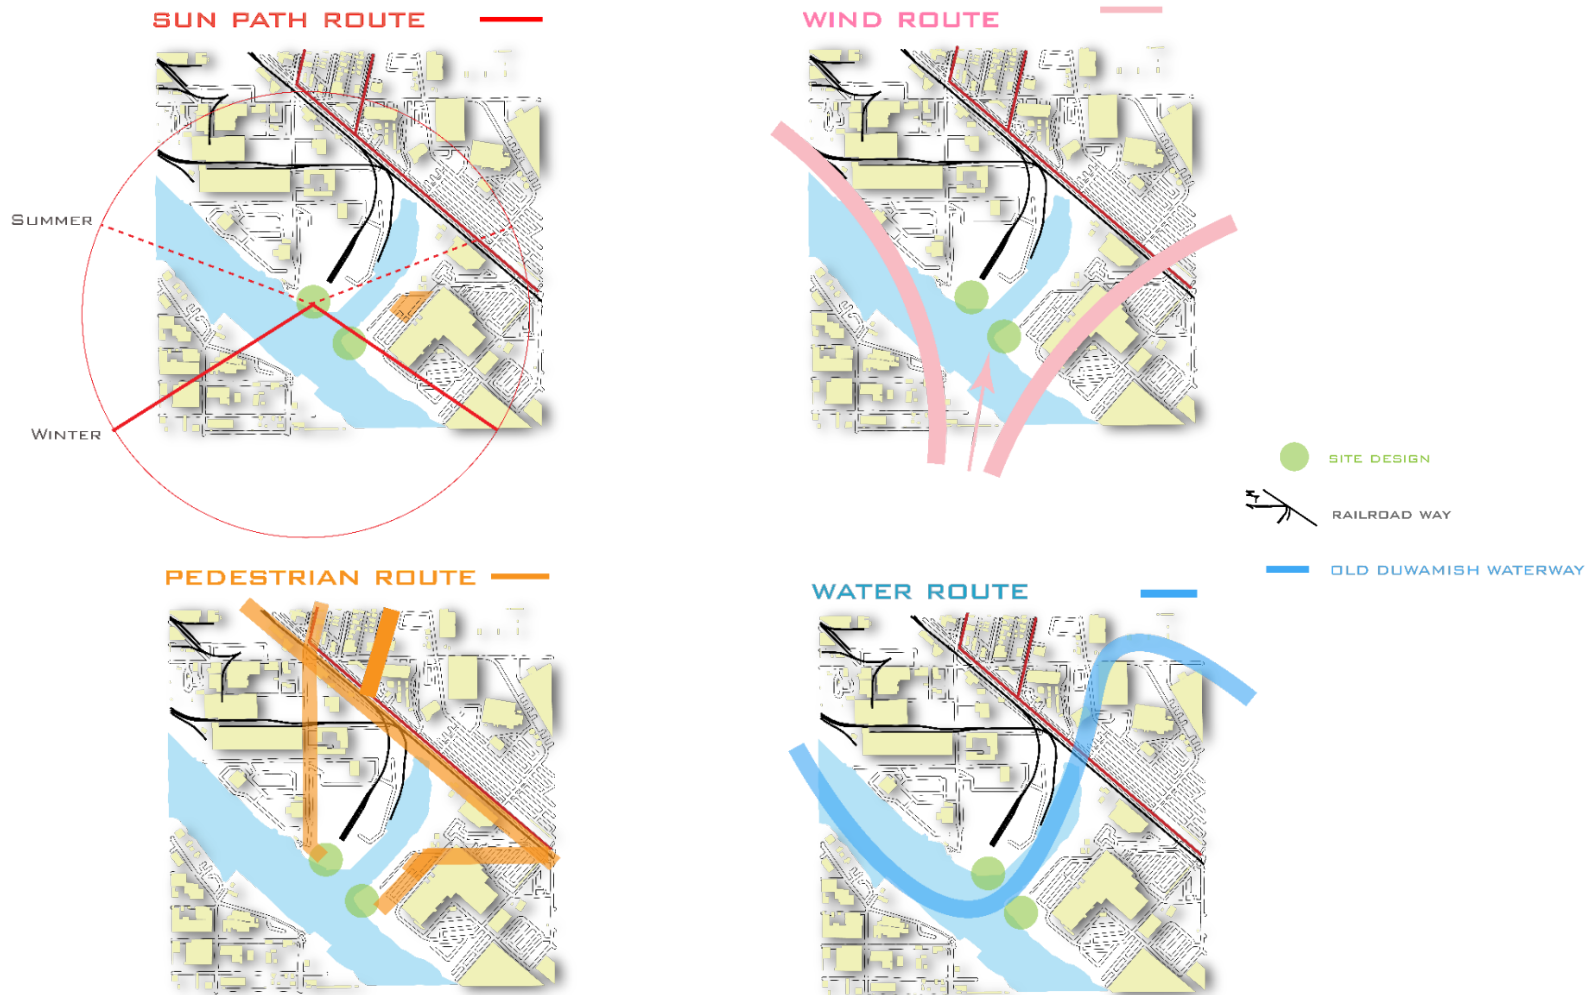 SUN PATH ROUTE
WIND ROUTE
SUMMER
WINTER
SITE DESIGN
RAILROAD WAY
PEDESTRIAN ROUTE
WATER ROUTE
OLD DUWAMISH WATERWAY